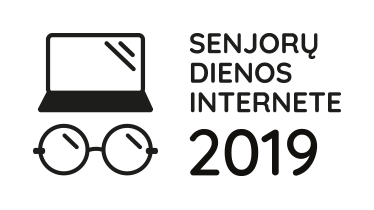 SENJORŲ
DIENOS
INTERNETE
2019